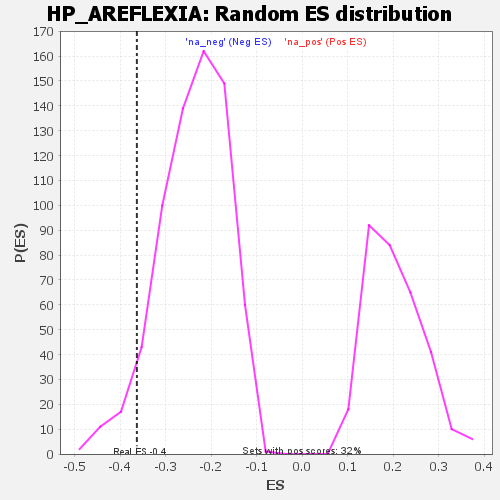 HP_AREFLEXIA: Random ES distribution
'na_neg' (Neg ES) 'na_pos' (Pos ES)
170
160
150
140
130
120
110
100
90
80
70
60
50
40
30
20
10
0
P(ES)
Real ES -0.4
Sets with pos scores: 32%
-0.5 -0.4 -0.3 -0.2 -0.1 0.0 0.1 0.2 0.3 0.4
ES